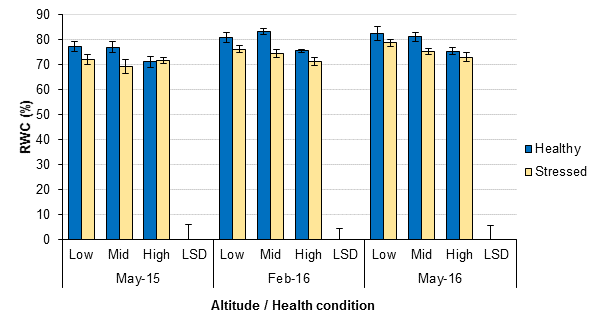 90
80
70
60
50
40
30
20
10
0
RWC (%)
Low Mid High LSD Low Mid High LSD Low Mid High LSD
May-15 Feb-16 May-16
Altitude / Health condition
Healthy
Stressed